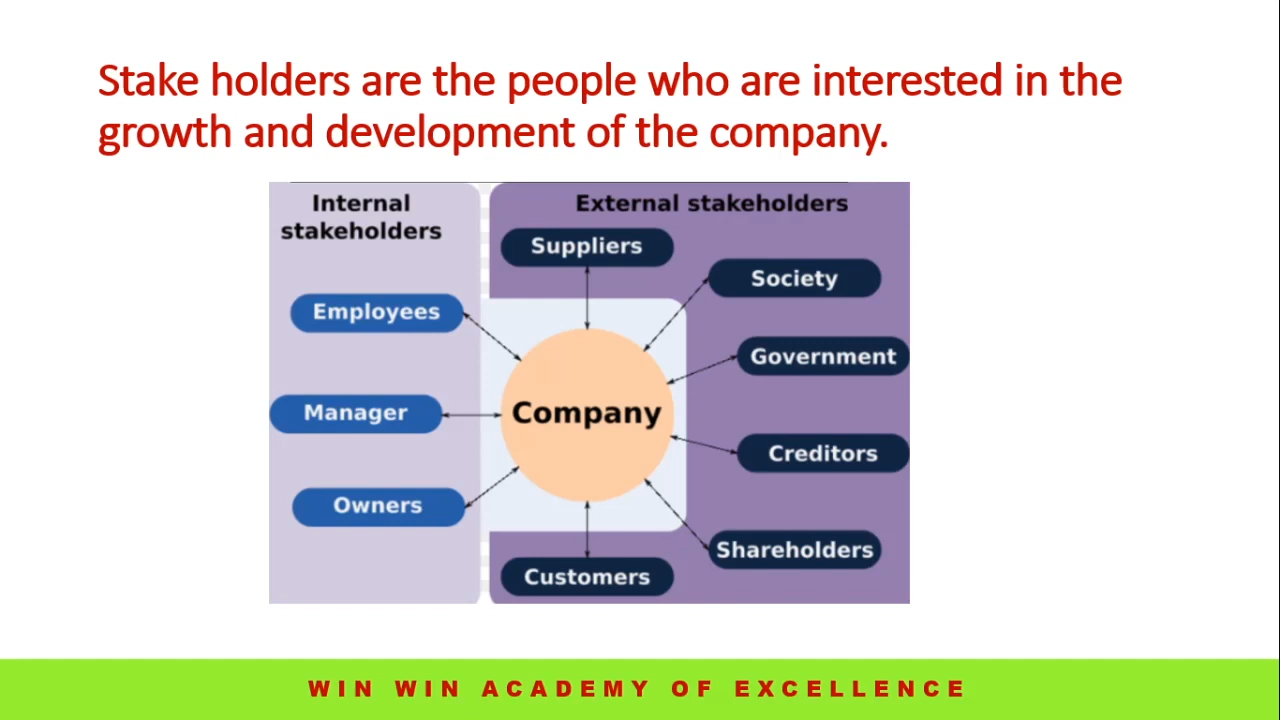 Stake holders are the people who are interested in the
growth and development of the company.
Internal
stakeholders
External stakeholders
Suppliers
Society
Employees
Government
Manager
Company
Creditors
Owners
Shareholders
Customers
WIN WIN ACADEMY OF EXCELLENCE